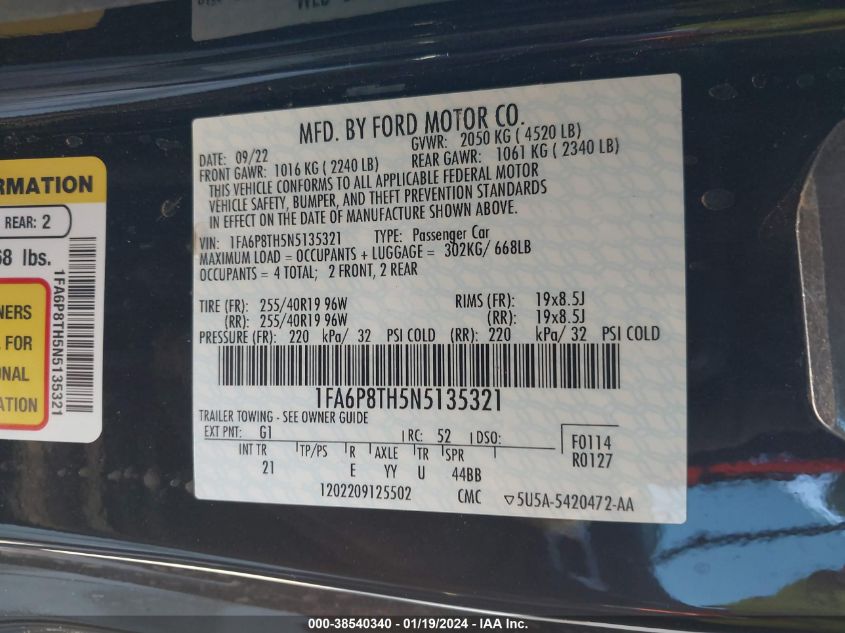 MFD. BY FORD MOTOR CO.
DATE: 09/22
GVWR: 2050 KG ( 4520 LB)
FRONT GAWR: 1016 KG ( 2240 LB)
REAR GAWR: 1061 KG ( 2340 LB)
THIS VEHICLE CONFORMS TO ALL APPLICABLE FEDERAL MOTOR
VEHICLE SAFETY, BUMPER, AND THEFT PREVENTION STANDARDS
IN EFFECT ON THE DATE OF MANUFACTURE SHOWN ABOVE.
VIN: 1FA6P8TH5N5135321 TYPE: Passenger Car
MAXIMUM LOAD = OCCUPANTS + LUGGAGE = 302KG/ 668LB
OCCUPANTS = 4 TOTAL; 2 FRONT, 2 REAR
TIRE (FR): 255/40R19 96W RIMS (FR): 19x8.5J
(RR): 255/40R19 96W (RR): 19x8.5J
PRESSURE (FR): 220 kPa/ 32 PSI COLD (RR): 220 kPa/ 32 PSI COLD
1FA6P8TH5N5135321
TRAILER TOWING - SEE OWNER GUIDE
EXT PNT: G1 RC: 52 DSO:
F0114
R0127
INT TR TP/PS R AXLE TR SPR
21 E YY U 44BB
1202209125502 CMC ▽5U5A-5420472-AA
RMATION
REAR: 2
68 lbs.
NERS
L FOR
ONAL
ATION
1FA6P8TH5N5135321
000-38540340 - 01/19/2024 - IAA Inc.